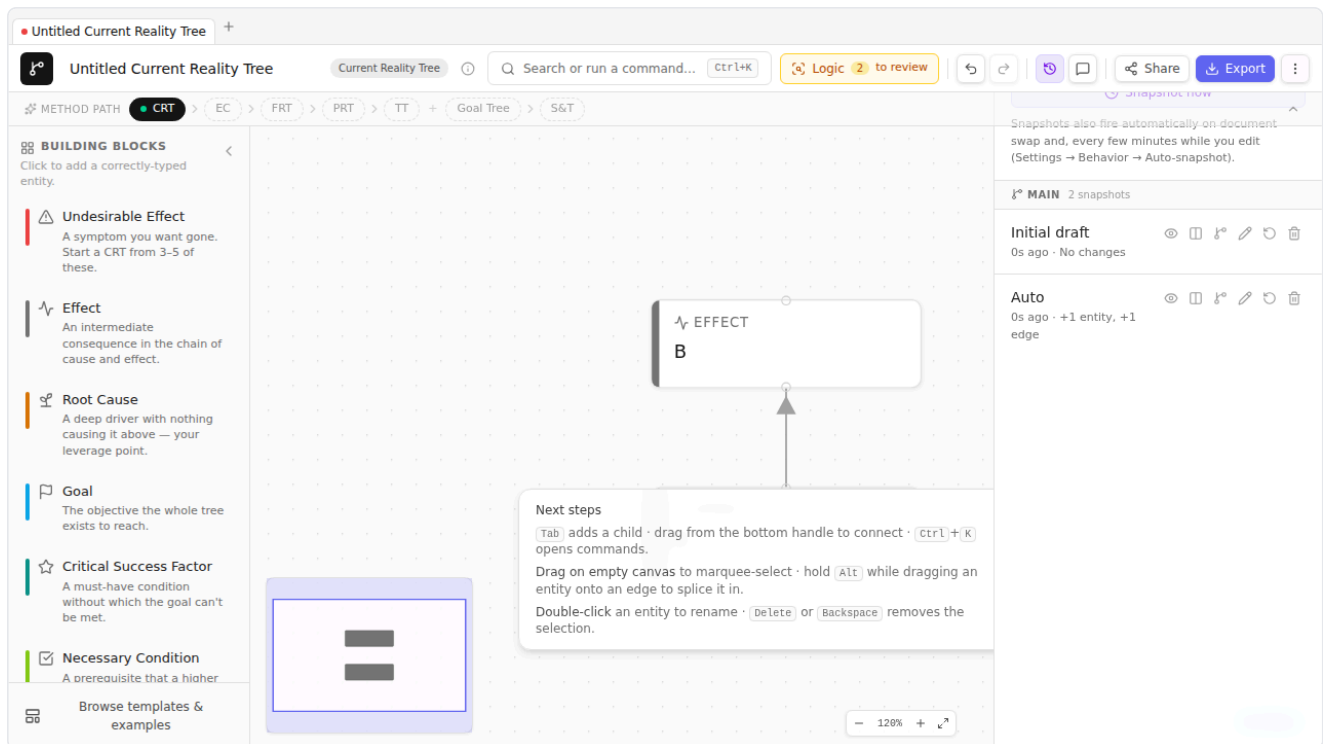 Untitled Current Reality Tree +
Untitled Current Reality Tree Current Reality Tree Search or run a command... Ctrl+K Logic 2 to review Share Export
METHOD PATH CRT > EC > FRT > PRT > TT + Goal Tree > S&T
Snapshot now
BUILDING BLOCKS
Click to add a correctly-typed
entity.
Undesirable Effect
A symptom you want gone.
Start a CRT from 3–5 of
these.
Effect
An intermediate
consequence in the chain of
cause and effect.
Root Cause
A deep driver with nothing
causing it above — your
leverage point.
Goal
The objective the whole tree
exists to reach.
Critical Success Factor
A must-have condition
without which the goal can't
be met.
Necessary Condition
A prerequisite that a higher
Browse templates &
examples
EFFECT
B
Next steps
Tab adds a child · drag from the bottom handle to connect · Ctrl+K
opens commands.
Drag on empty canvas to marquee-select · hold Alt while dragging an
entity onto an edge to splice it in.
Double-click an entity to rename · Delete or Backspace removes the
selection.
− 120% +
Snapshots also fire automatically on document
swap and, every few minutes while you edit
(Settings → Behavior → Auto-snapshot).
MAIN 2 snapshots
Initial draft
0s ago · No changes
Auto
0s ago · +1 entity, +1
edge